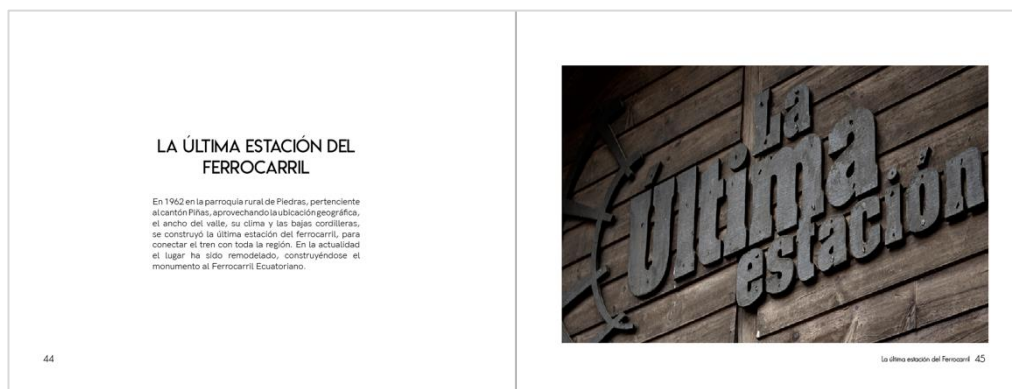 LA ÚLTIMA ESTACIÓN DEL
FERROCARRIL
En 1962 en la parroquia rural de Piedras, perteneciente
al cantón Piñas, aprovechando la ubicación geográfica,
el ancho del valle, su clima y las bajas cordilleras,
se construyó la última estación del ferrocarril, para
conectar el tren con toda la región. En la actualidad
el lugar ha sido remodelado, construyéndose el
monumento al Ferrocarril Ecuatoriano.
44
La
Última
estación
La última estación del Ferrocarril 45